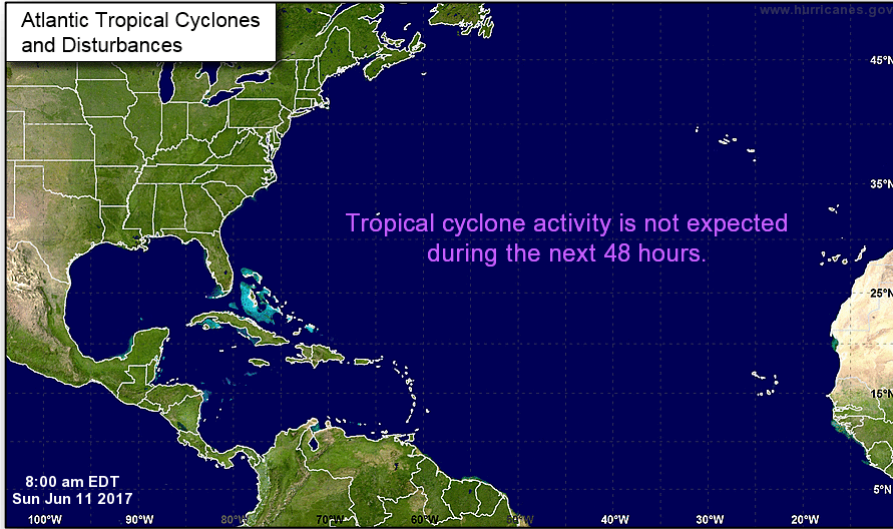 Atlantic Tropical Cyclones
and Disturbances
www.hurricanes.gov
45°N
35°N
Tropical cyclone activity is not expected
during the next 48 hours.
25°N
15°N
8:00 am EDT
Sun Jun 11 2017
5°N
100°W 90°W 80°W 70°W 60°W 50°W 40°W 30°W 20°W